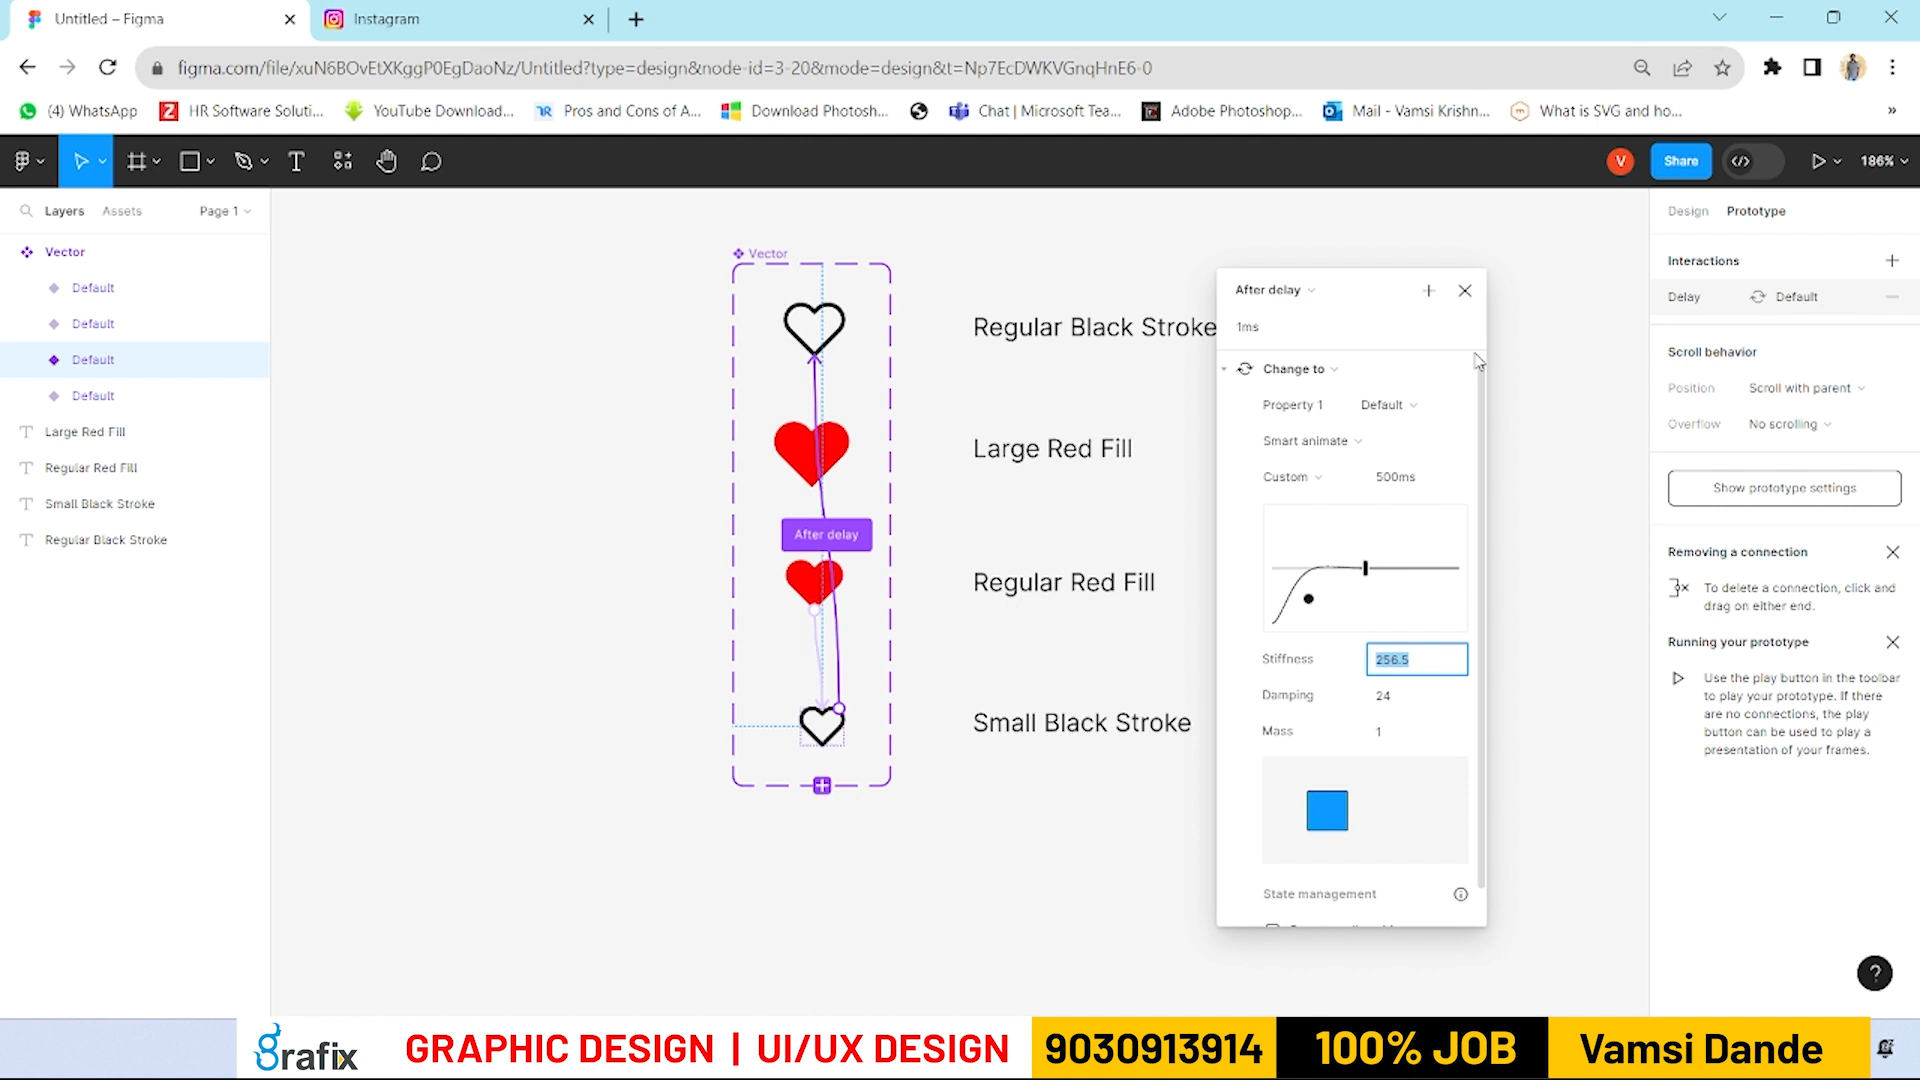 Untitled – Figma
Instagram
figma.com/file/xuN6BOvEtXKggP0EgDaoNz/Untitled?type=design&node-id=3-20&mode=design&t=Np7EcDWKVGnqHnE6-0
(4) WhatsApp
HR Software Soluti...
YouTube Download...
Pros and Cons of A...
Download Photosh...
Chat | Microsoft Tea...
Adobe Photoshop...
Mail - Vamsi Krishn...
What is SVG and ho...
»
V
Share
186%
Layers
Assets
Page 1
Vector
Default
Default
Default
Default
Large Red Fill
Regular Red Fill
Small Black Stroke
Regular Black Stroke
Vector
After delay
Regular Black Stroke
Large Red Fill
Regular Red Fill
Small Black Stroke
After delay
1ms
Change to
Property 1 Default
Smart animate
Custom 500ms
Stiffness 256.5
Damping 24
Mass 1
State management
Design Prototype
Interactions
Delay Default
Scroll behavior
Position Scroll with parent
Overflow No scrolling
Show prototype settings
Removing a connection
To delete a connection, click and
drag on either end.
Running your prototype
Use the play button in the toolbar
to play your prototype. If there
are no connections, the play
button can be used to play a
presentation of your frames.
?
Grafix
GRAPHIC DESIGN | UI/UX DESIGN
9030913914
100% JOB
Vamsi Dande